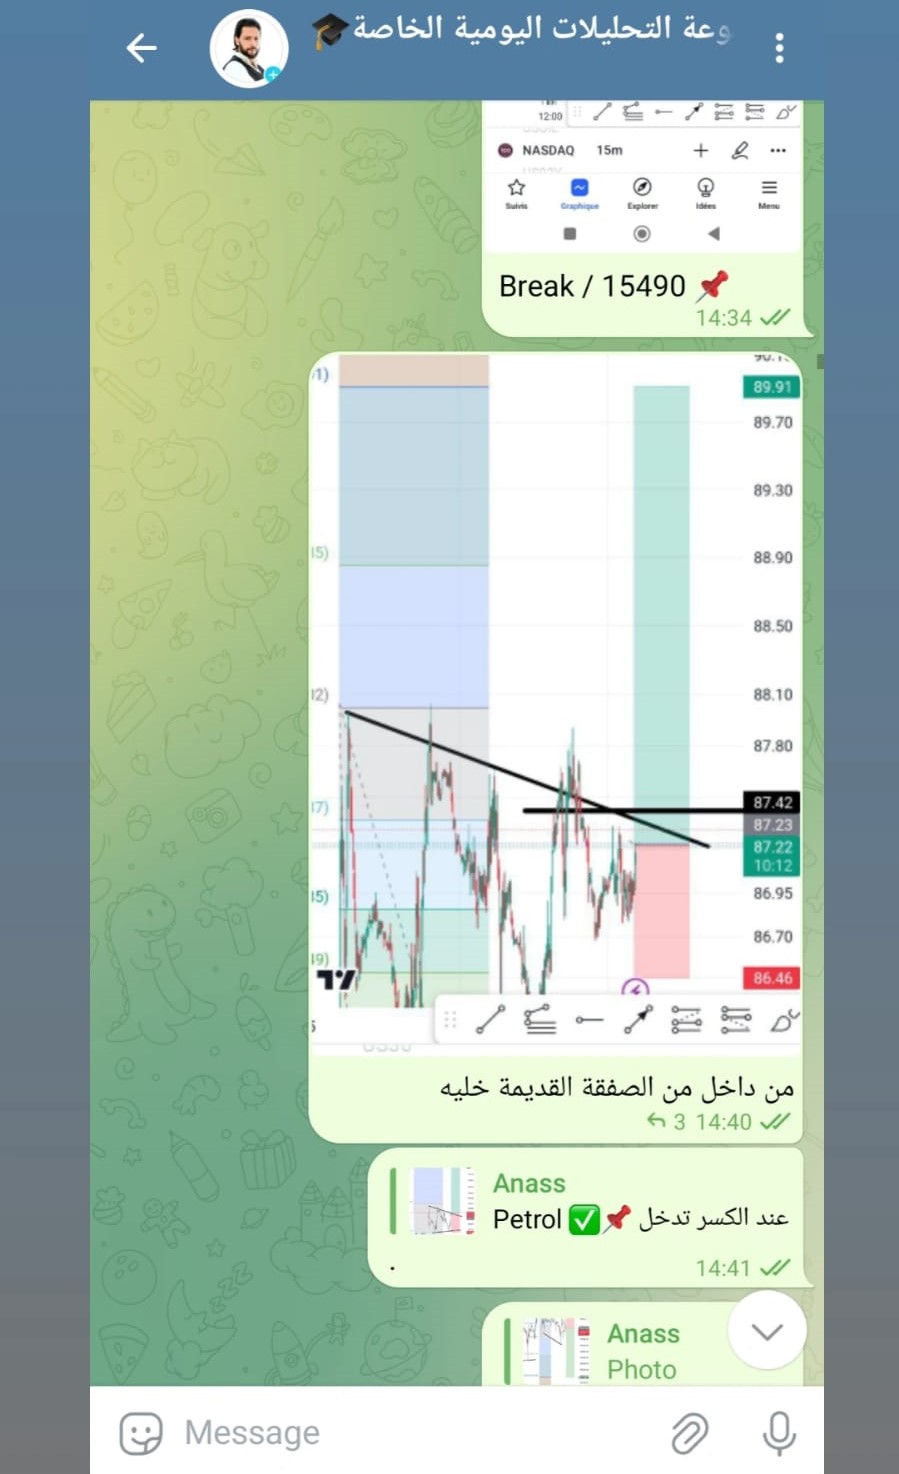 وعة التحليلات اليومية الخاصة🎓
12:00
NASDAQ 15m
Suivis Graphique Explorer Idées Menu
Break / 15490 📌
14:34
89.91
89.70
89.30
88.90
88.50
88.10
87.80
87.42
87.23
87.22
10:12
86.95
86.70
86.46
من داخل من الصفقة القديمة خليه
3 14:40
Anass
Petrol ✅📌 عند الكسر تدخل
.
14:41
Anass
Photo
Message